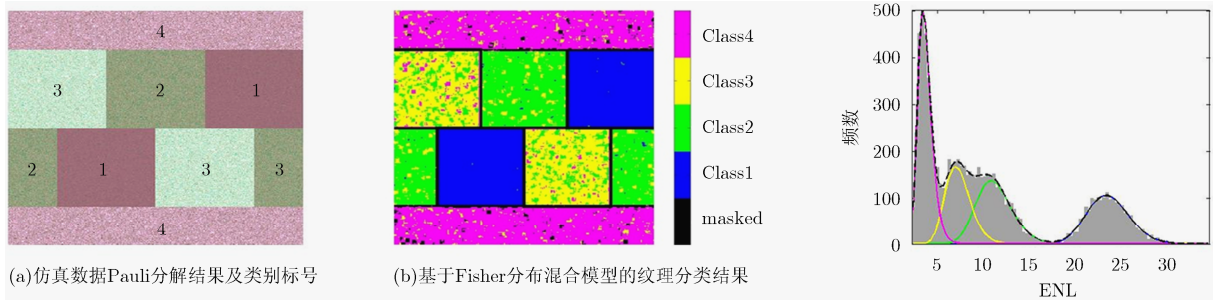 4
3 2 1
2 1 3 3
4
(a)仿真数据Pauli分解结果及类别标号
Class4
Class3
Class2
Class1
masked
(b)基于Fisher分布混合模型的纹理分类结果
500
400
300
200
100
0
频数
5 10 15 20 25 30
ENL